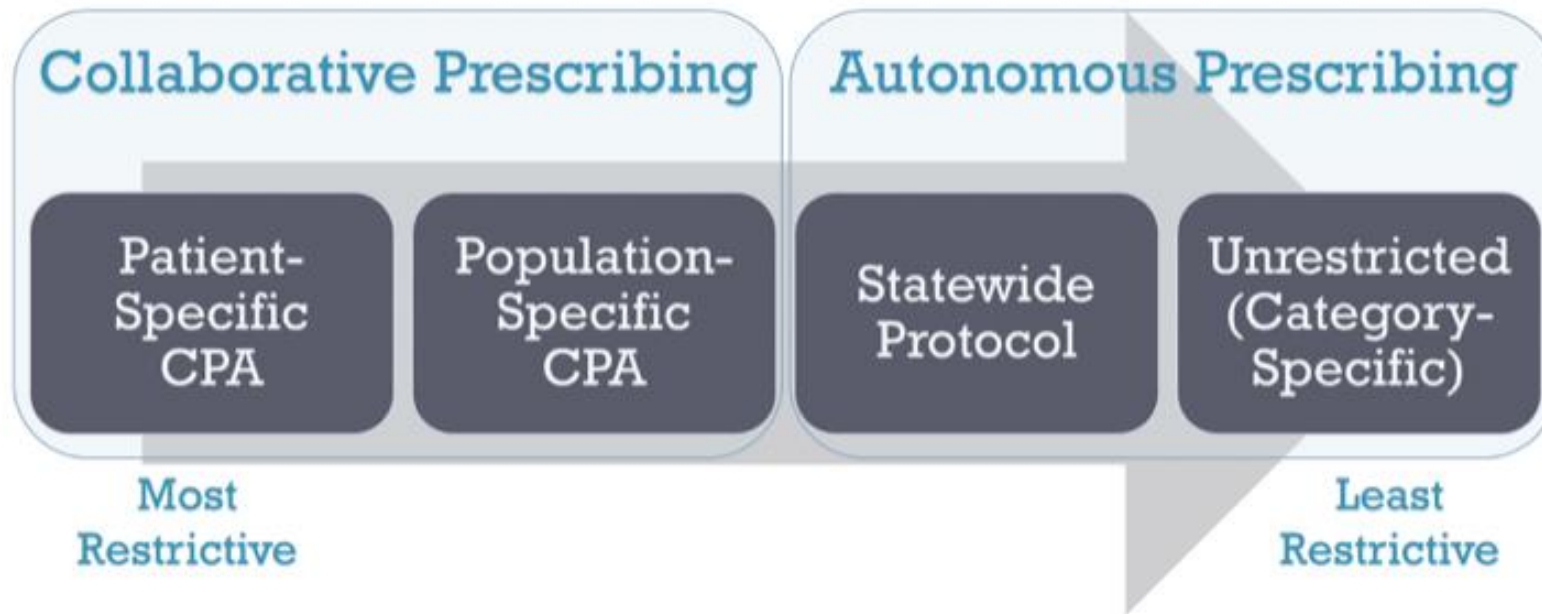 Collaborative Prescribing
Autonomous Prescribing
Patient-
Specific
CPA
Population-
Specific
CPA
Statewide
Protocol
Unrestricted
(Category-
Specific)
Most
Restrictive
Least
Restrictive